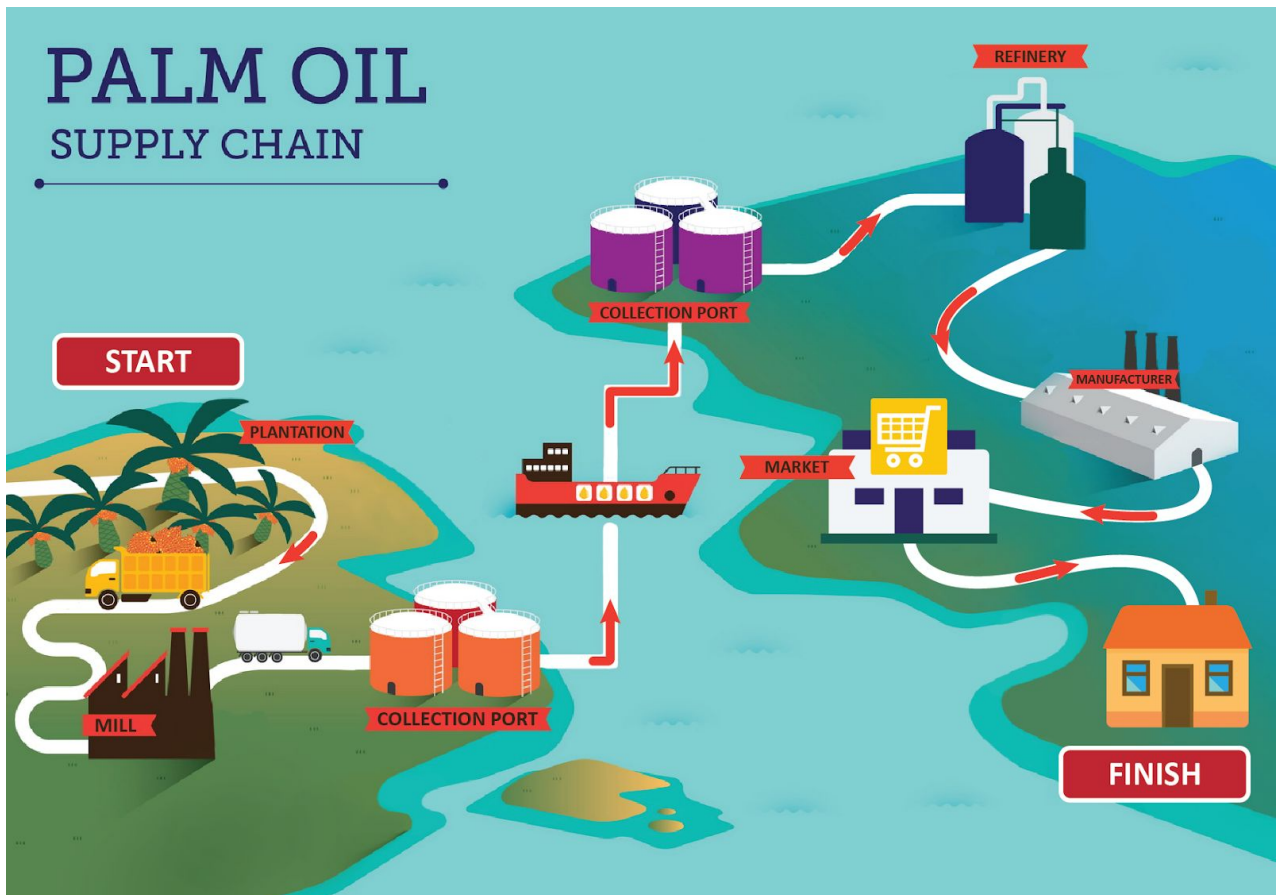 PALM OIL
SUPPLY CHAIN
START
PLANTATION
MILL
COLLECTION PORT
COLLECTION PORT
REFINERY
MANUFACTURER
MARKET
FINISH